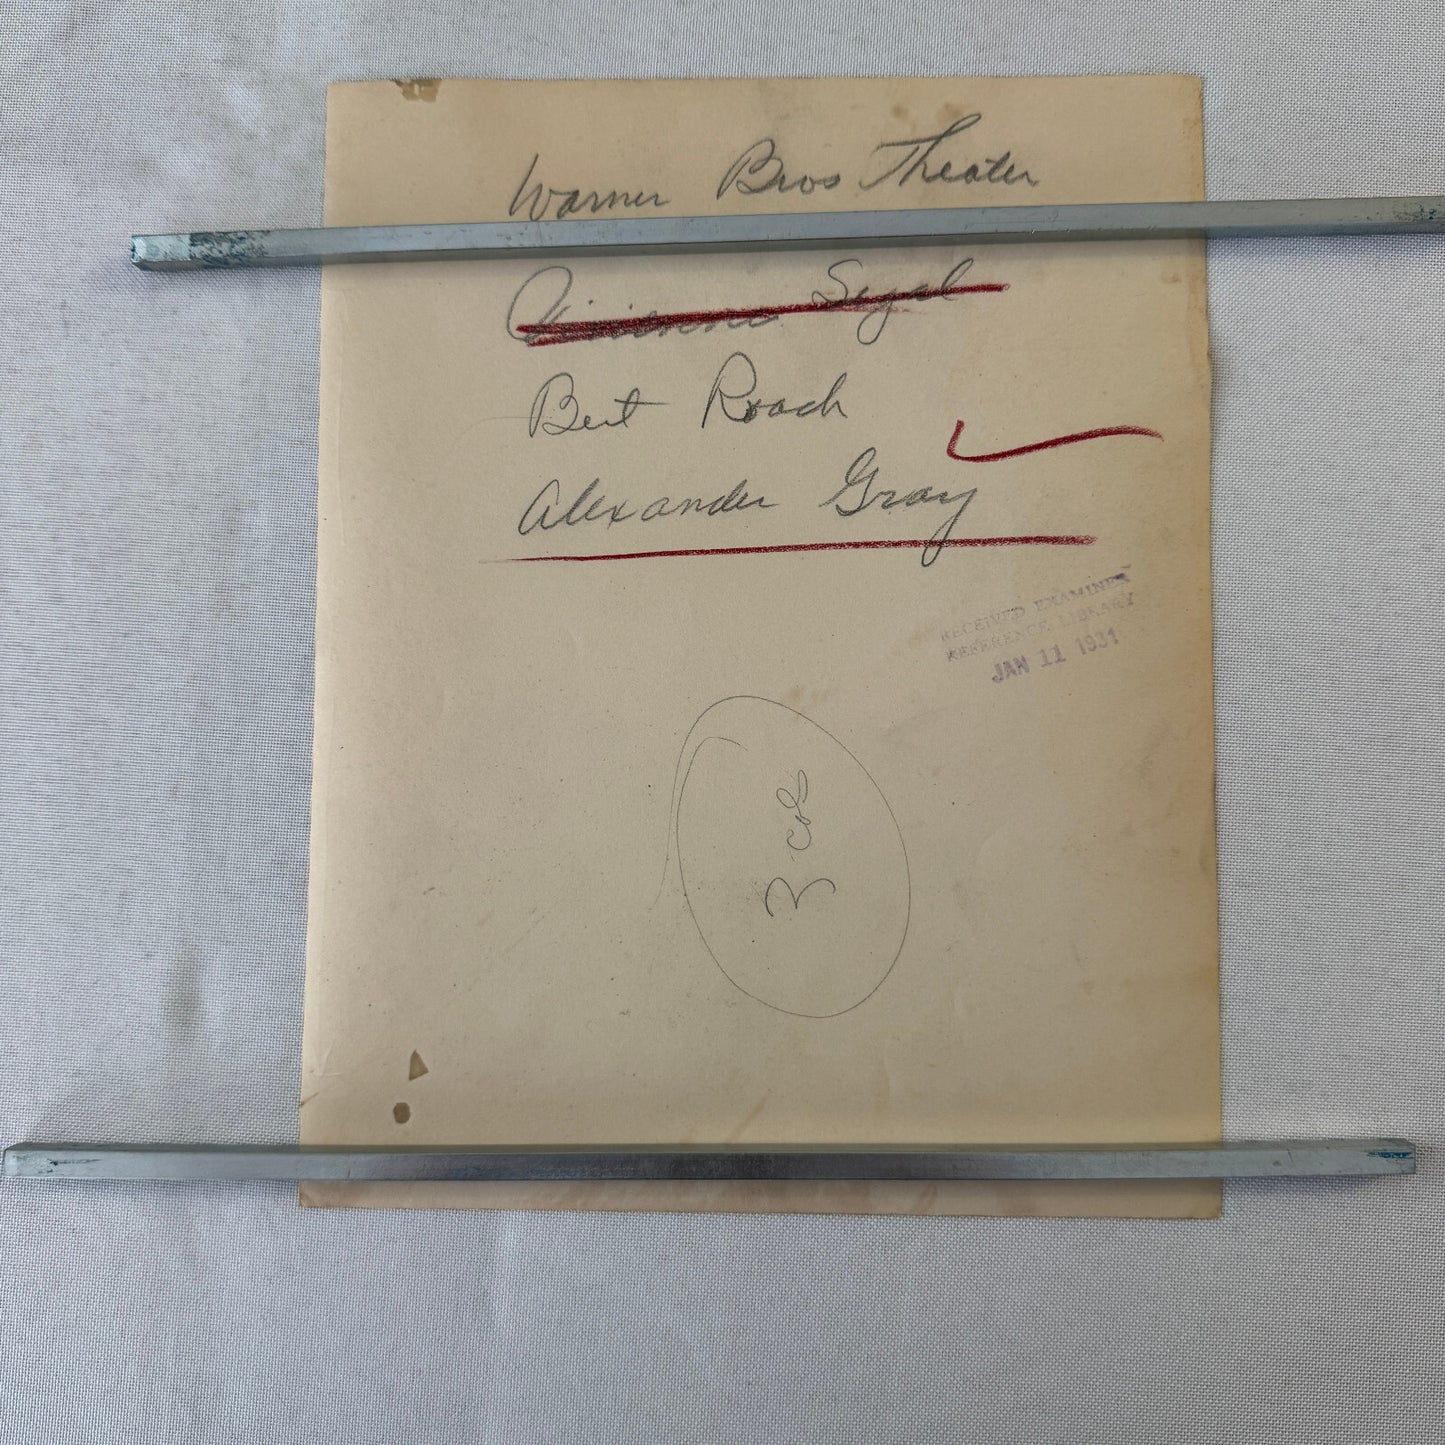 Warner Bros Theater
Segal
Bert Roach
Alexander Gray
RECEIVED EXAMINER
REFERENCE LIBRARY
JAN 11 1931
3 col